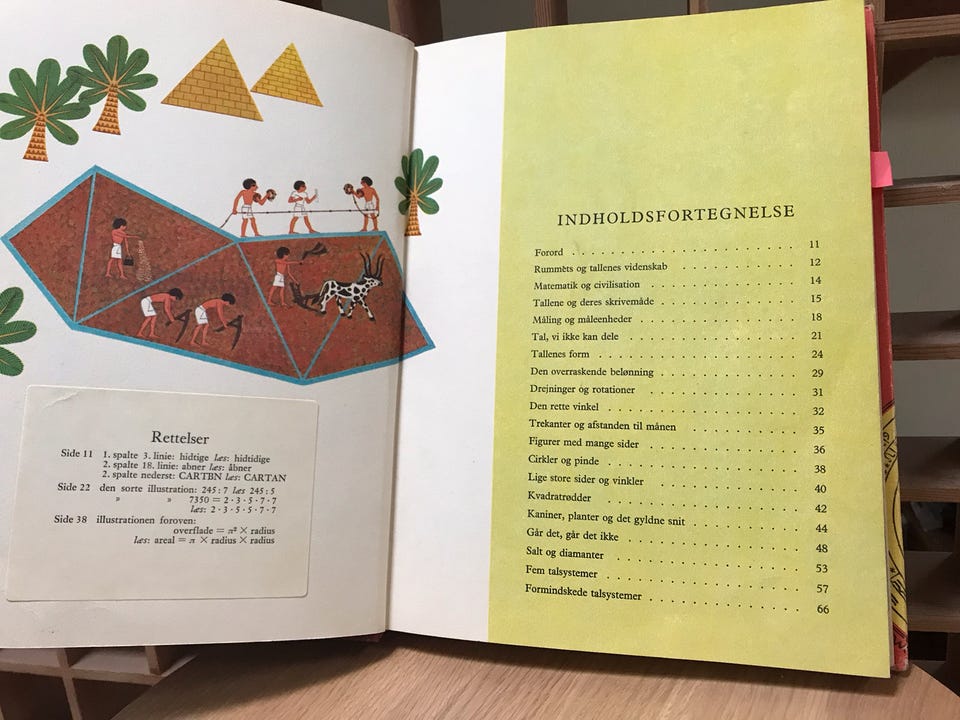 Rettelser
Side 11 1. spalte 3. linie: hidtige læs: hidtidige
2. spalte 18. linie: abner læs: åbner
2. spalte nederst: CARTBN læs: CARTAN
Side 22 den sorte illustration: 245 : 7 læs 245 : 5
» » 7350 = 2 · 3 · 5 · 7 · 7
læs: 2 · 3 · 5 · 5 · 7 · 7
Side 38 illustrationen foroven:
overflade = π² × radius
læs: areal = π × radius × radius
INDHOLDSFORTEGNELSE
Forord . . . . . . . . . . . . . . . . . . 11
Rummets og tallenes videnskab . . . . . . . . . . 12
Matematik og civilisation . . . . . . . . . . . . 14
Tallene og deres skrivemåde . . . . . . . . . . . 15
Måling og måleenheder . . . . . . . . . . . . 18
Tal, vi ikke kan dele . . . . . . . . . . . . . 21
Tallenes form . . . . . . . . . . . . . . . 24
Den overraskende belønning . . . . . . . . . . . 29
Drejninger og rotationer . . . . . . . . . . . . 31
Den rette vinkel . . . . . . . . . . . . . . 32
Trekanter og afstanden til månen . . . . . . . . . 35
Figurer med mange sider . . . . . . . . . . . . 36
Cirkler og pinde . . . . . . . . . . . . . . 38
Lige store sider og vinkler . . . . . . . . . . . 40
Kvadratrødder . . . . . . . . . . . . . . . 42
Kaniner, planter og det gyldne snit . . . . . . . . 44
Går det, går det ikke . . . . . . . . . . . . . 48
Salt og diamanter . . . . . . . . . . . . . . 53
Fem talsystemer . . . . . . . . . . . . . . 57
Formindskede talsystemer . . . . . . . . . . . 66